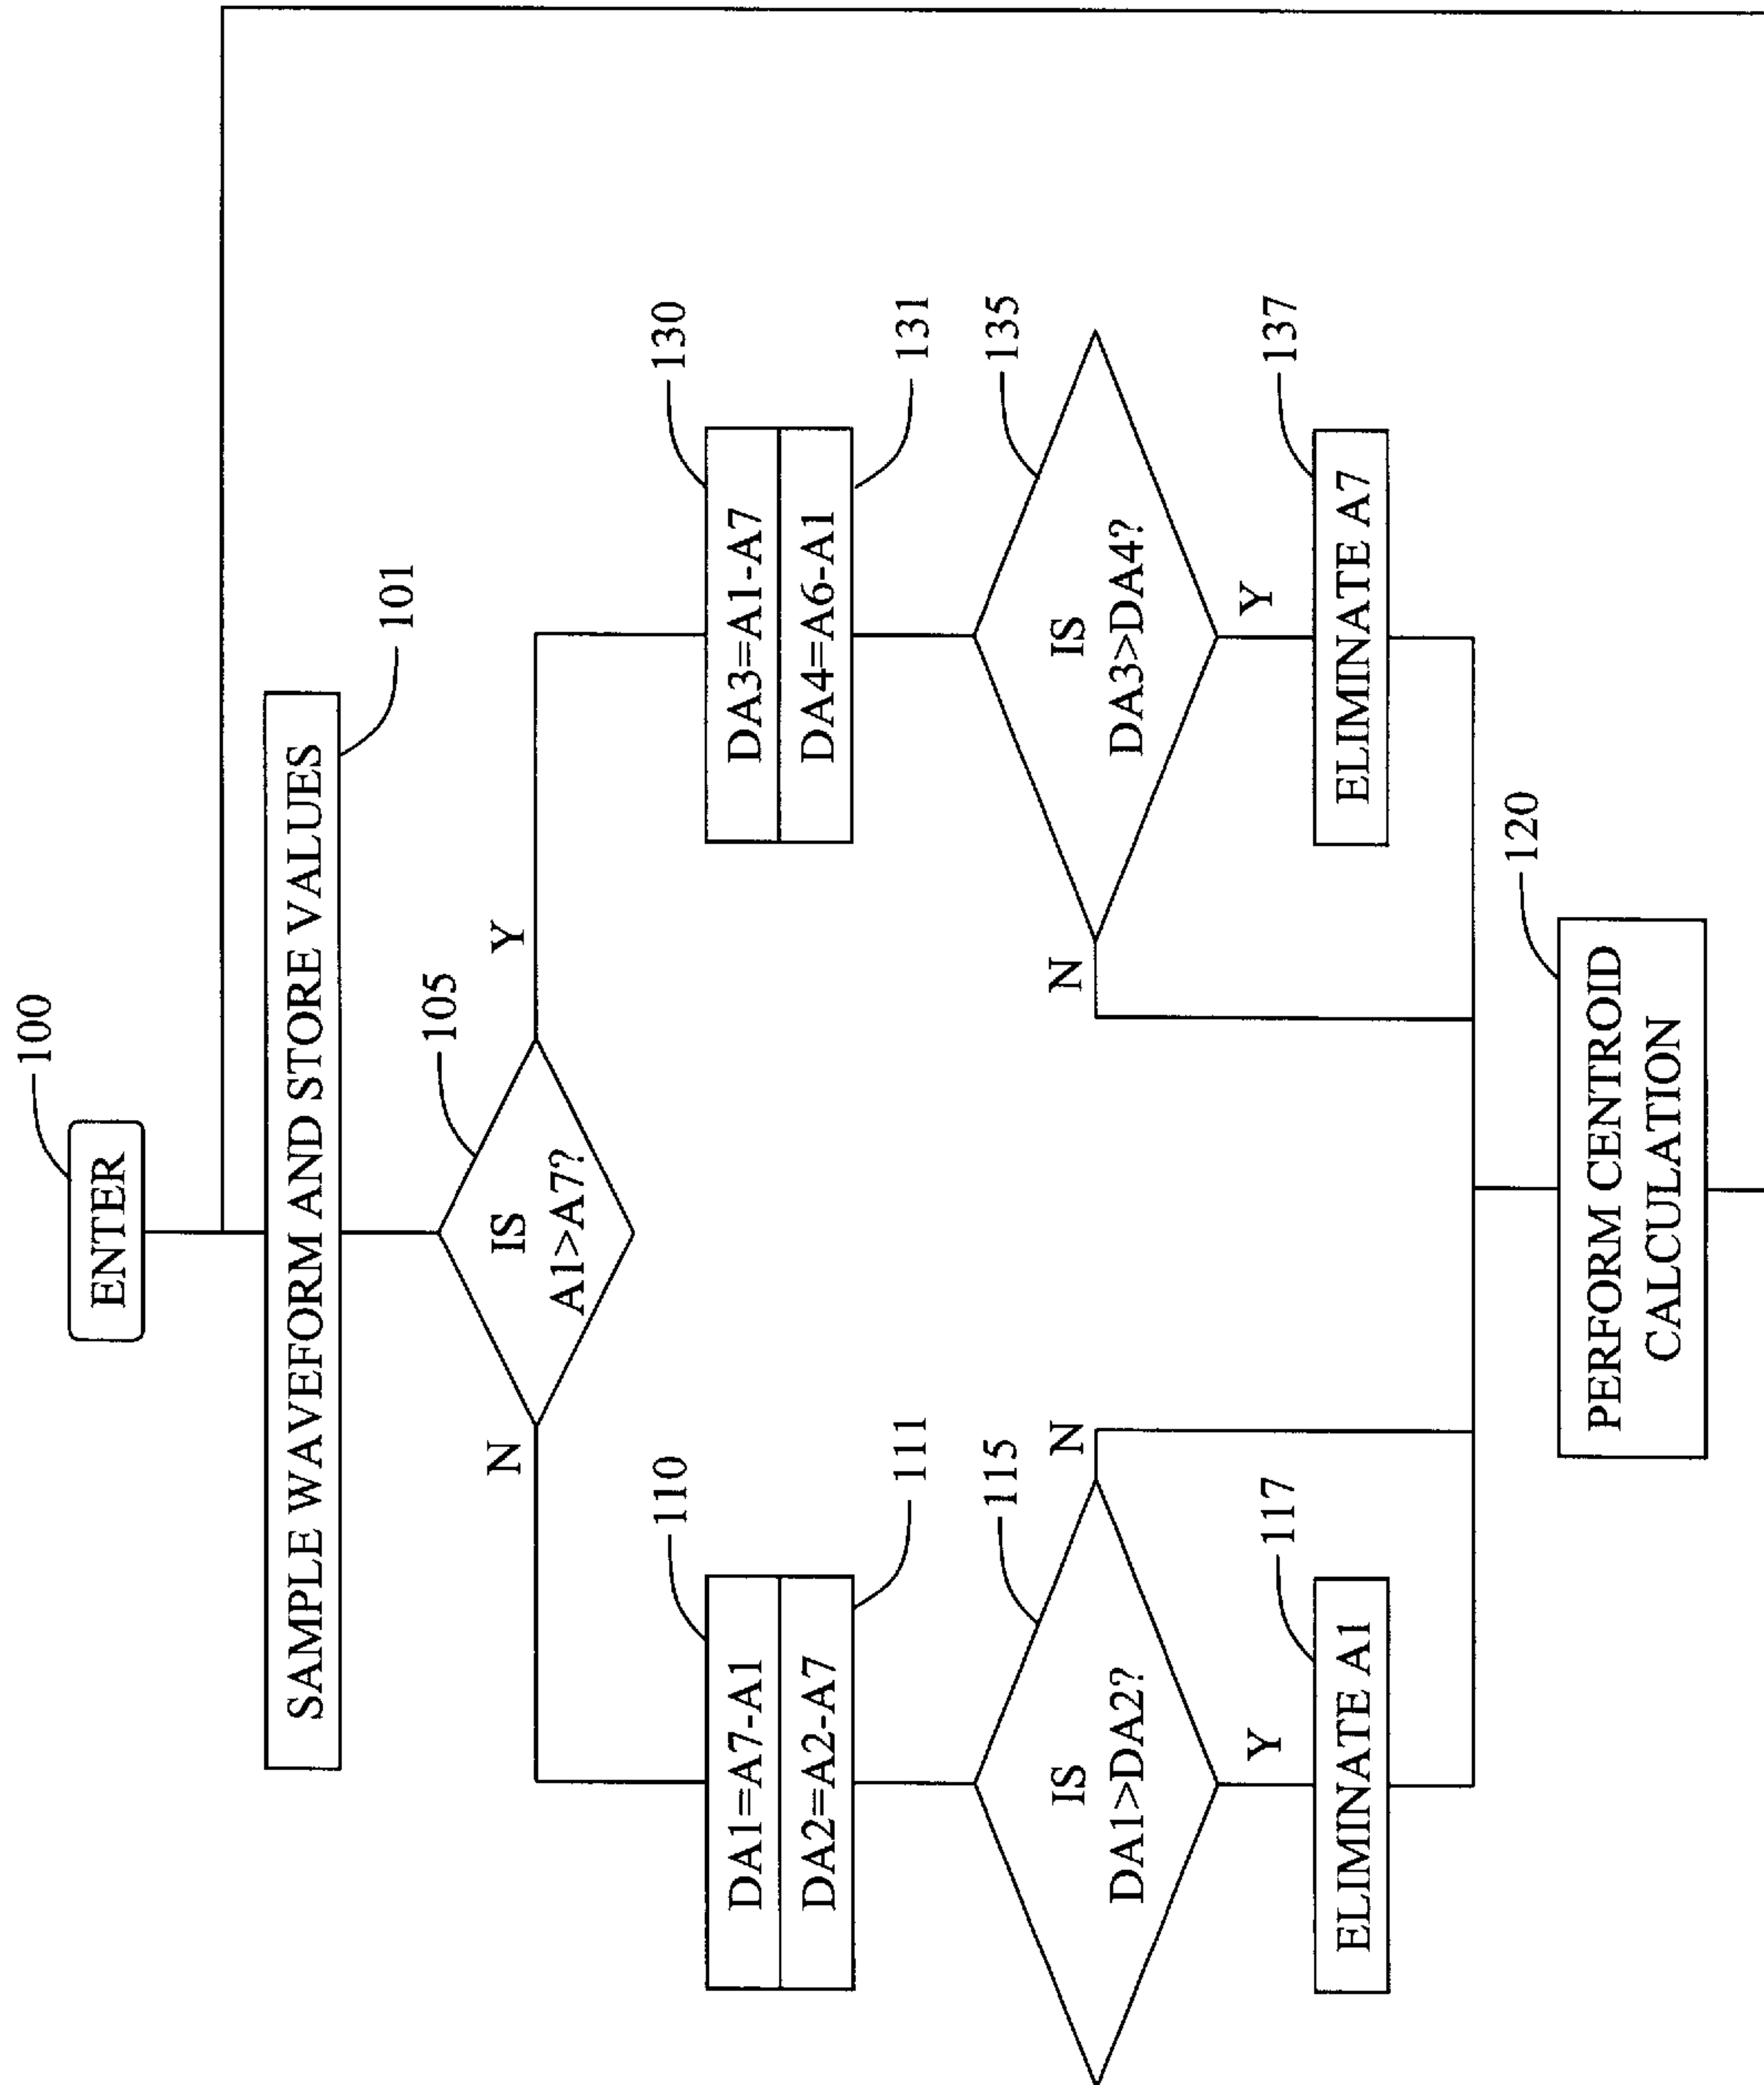 100
ENTER
SAMPLE WAVEFORM AND STORE VALUES
101
105
IS
A1>A7?
N
Y
110
DA1=A7-A1
DA2=A2-A7
111
130
DA3=A1-A7
DA4=A6-A1
131
115
IS
DA1>DA2?
N
Y
135
IS
DA3>DA4?
N
Y
117
ELIMINATE A1
137
ELIMINATE A7
120
PERFORM CENTROID
CALCULATION